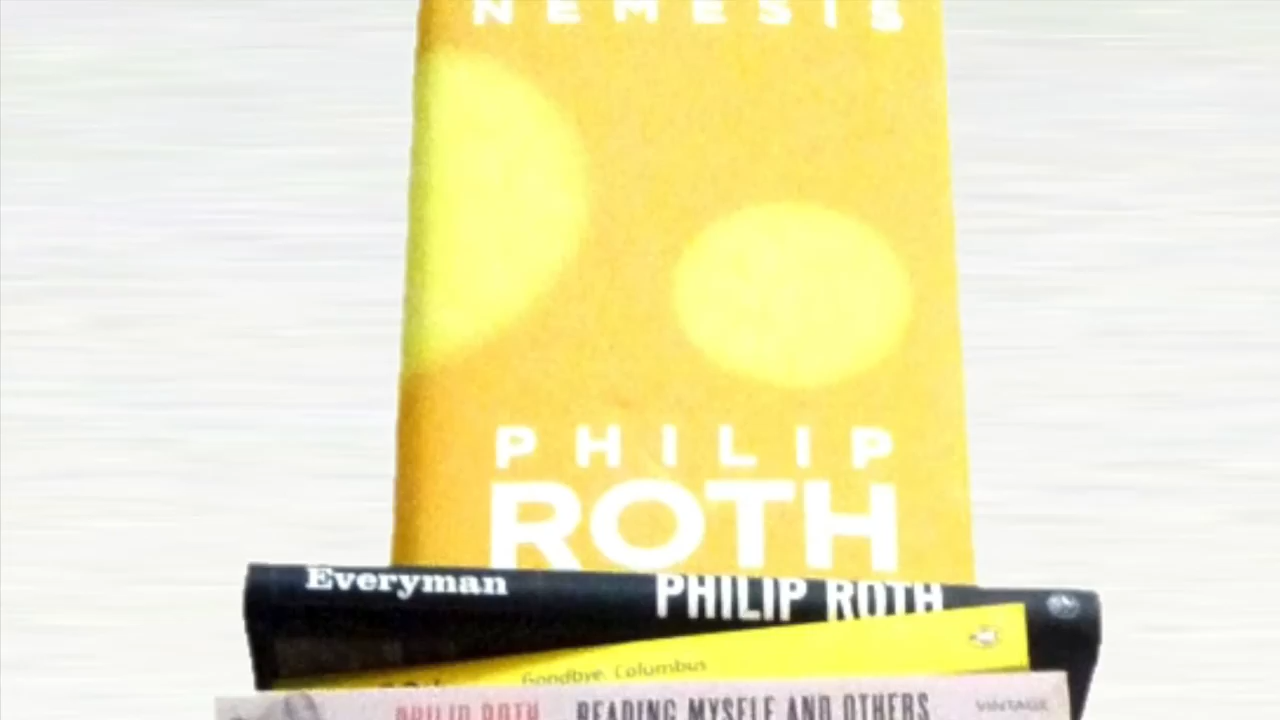 NEMESIS
PHILIP
ROTH
Everyman PHILIP ROTH
Goodbye, Columbus
PHILIP ROTH READING MYSELF AND OTHERS VINTAGE